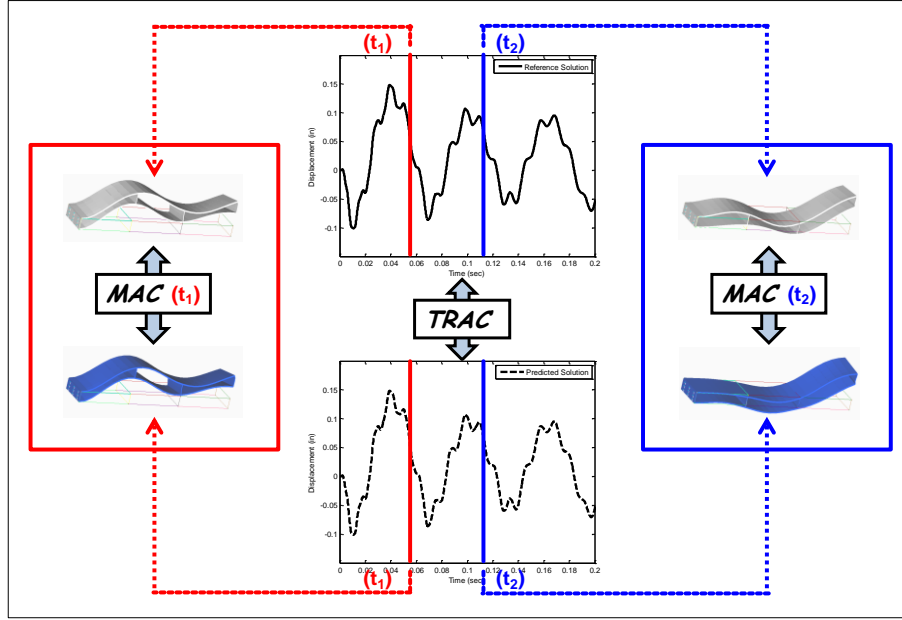 (t1)
(t2)
Reference Solution
0.15
0.1
0.05
0
-0.05
-0.1
Displacement (in)
0 0.02 0.04 0.06 0.08 0.1 0.12 0.14 0.16 0.18 0.2
Time (sec)
MAC (t1)
TRAC
MAC (t2)
Predicted Solution
0.15
0.1
0.05
0
-0.05
-0.1
Displacement (in)
0 0.02 0.04 0.06 0.08 0.1 0.12 0.14 0.16 0.18 0.2
Time (sec)
(t1)
(t2)